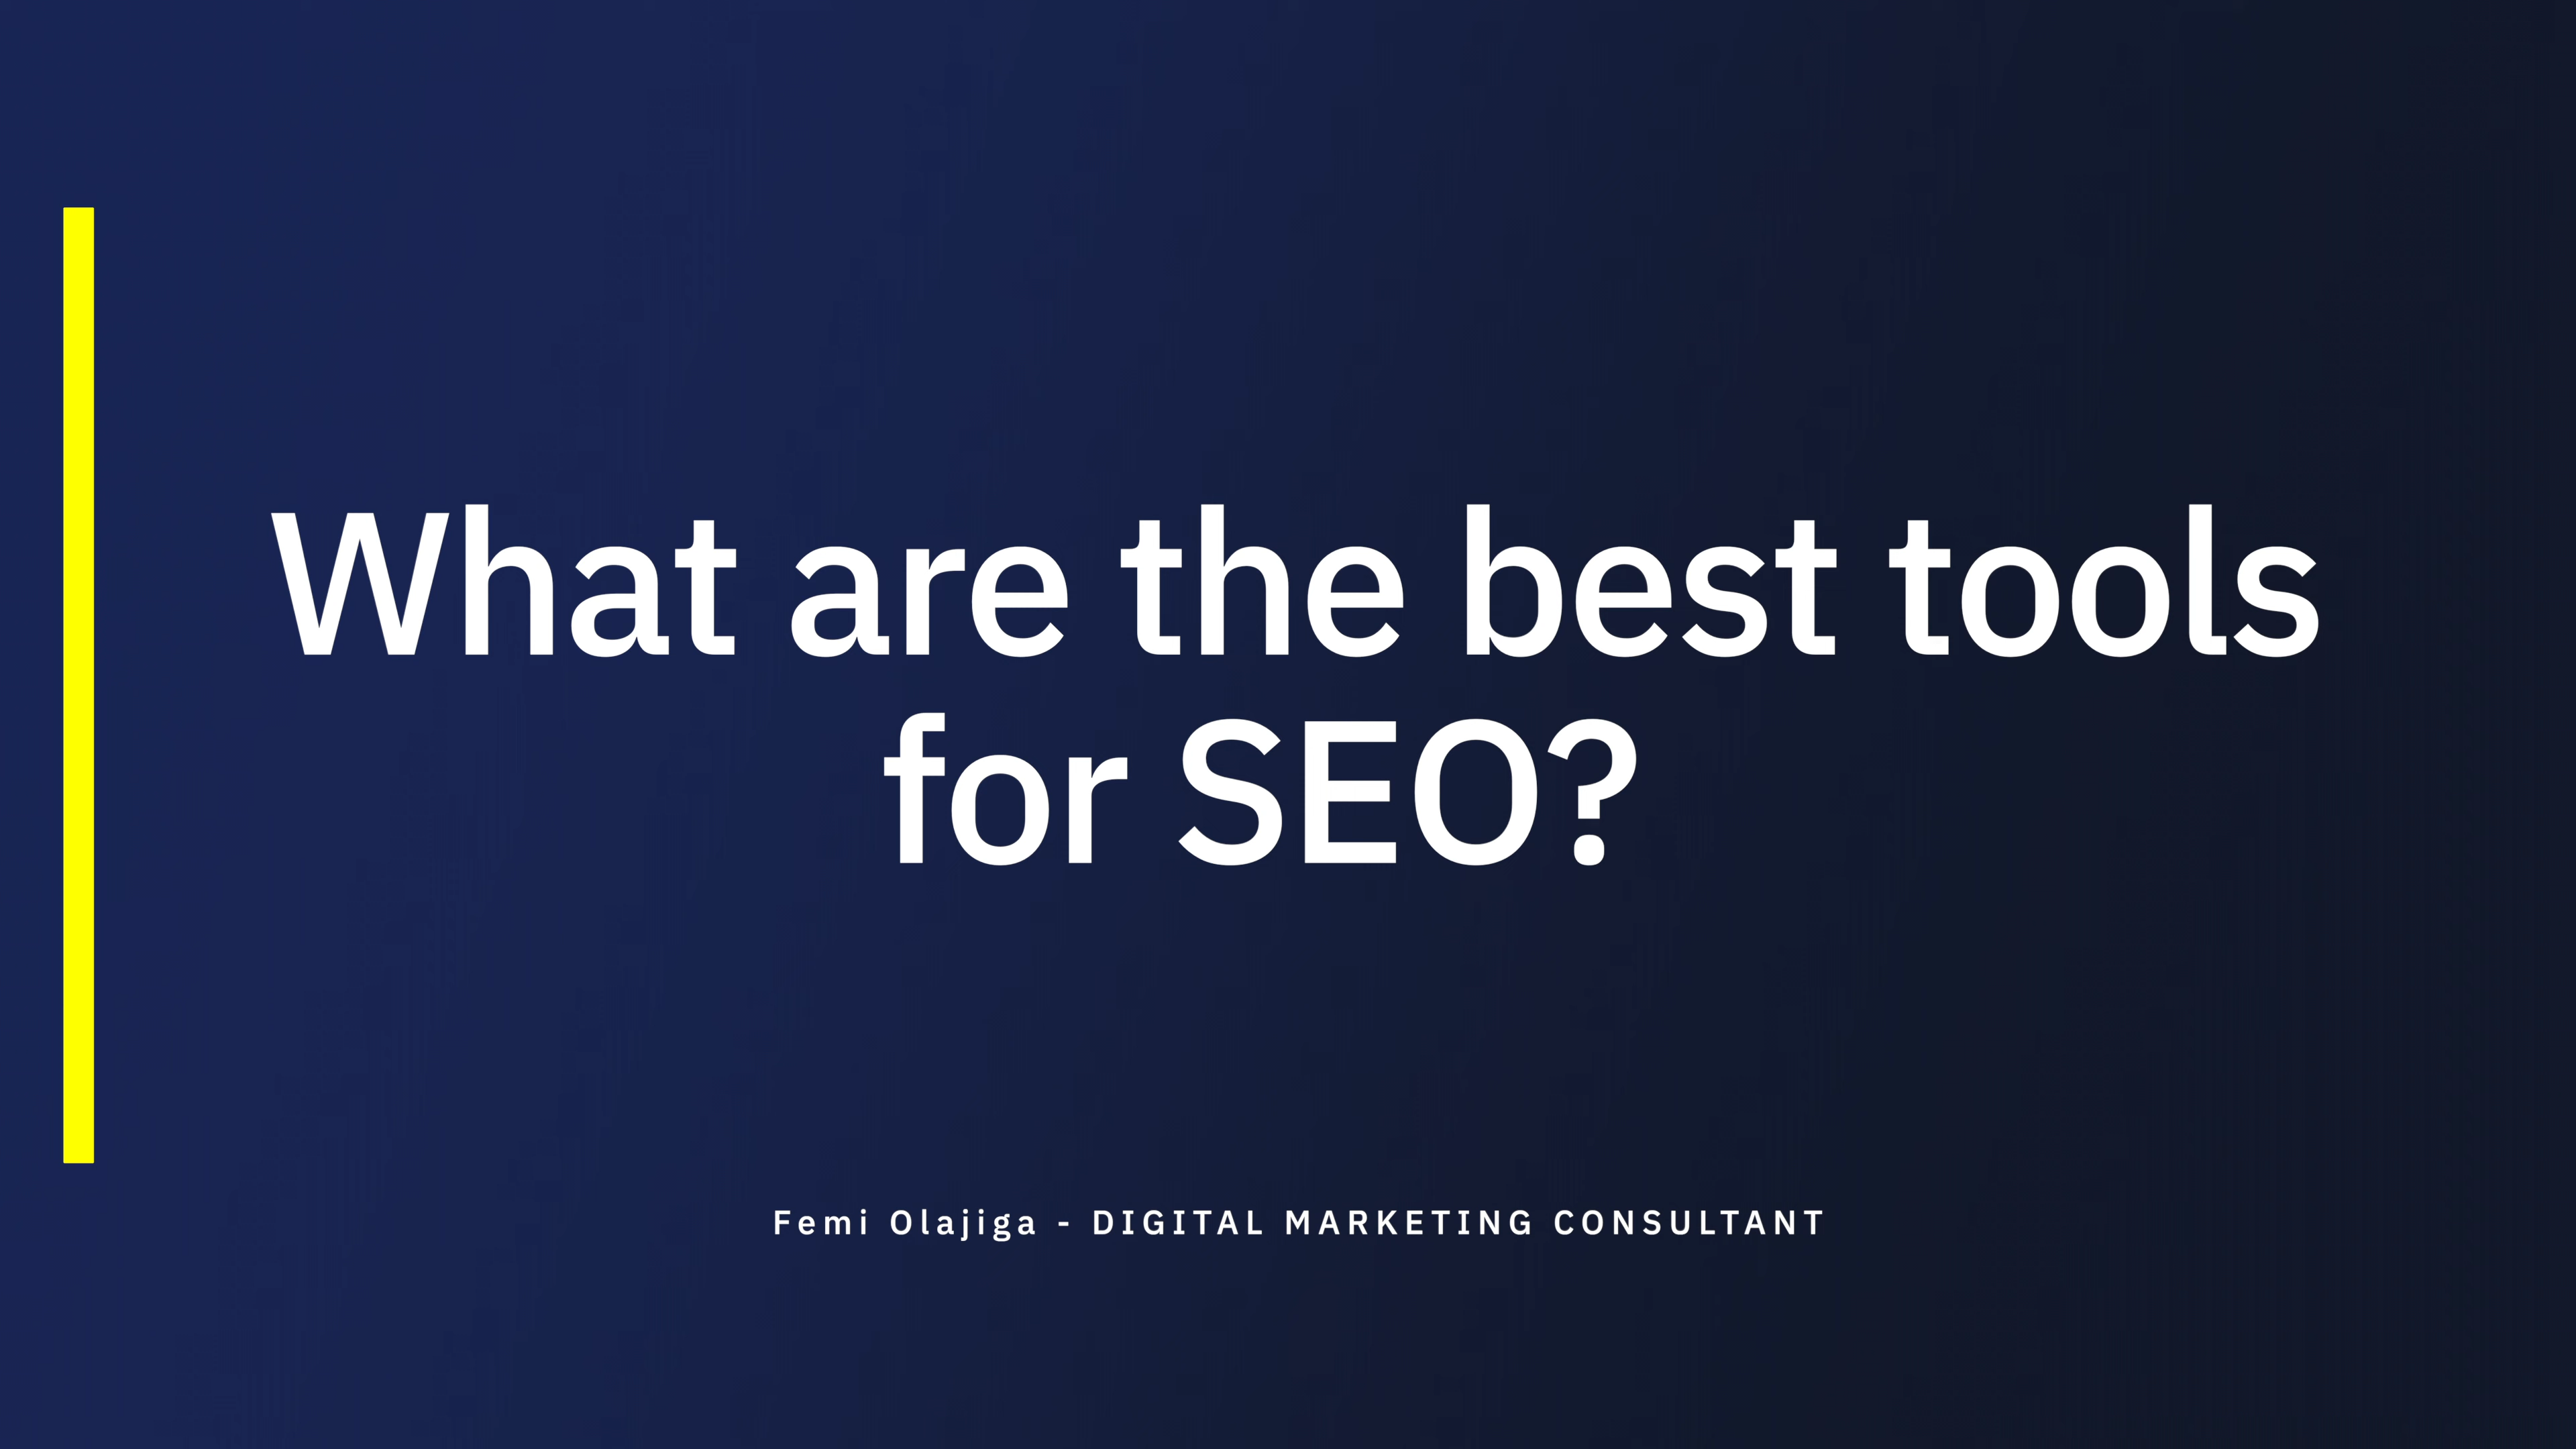 What are the best tools
for SEO?
Femi Olajiga - DIGITAL MARKETING CONSULTANT